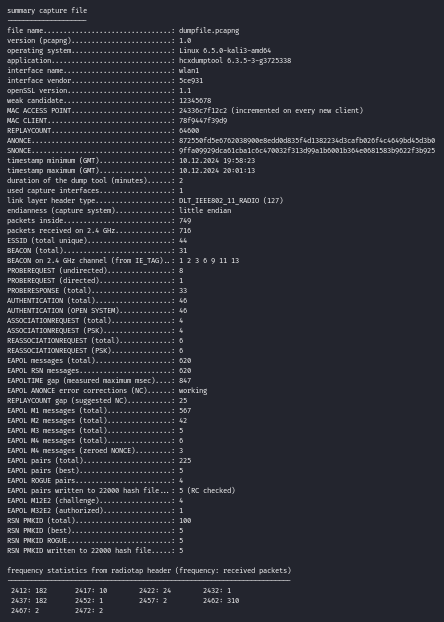 summary capture file
--------------------
file name................................: dumpfile.pcapng
version (pcapng).........................: 1.0
operating system.........................: Linux 6.5.0-kali3-amd64
application..............................: hcxdumptool 6.3.5-3-g3725338
interface name...........................: wlan1
interface vendor.........................: 5ce931
openSSL version..........................: 1.1
weak candidate...........................: 12345678
MAC ACCESS POINT.........................: 24336c7f12c2 (incremented on every new client)
MAC CLIENT...............................: 78f9447f39d9
REPLAYCOUNT..............................: 64600
ANONCE...................................: 872550fd5e6762038900e8edd0d835f4d1382234d3cafb026f4c4649bd45d3b0
SNONCE...................................: 9ffa09929dca61cba1c6c470032f313d99a1b6001b364e0681583b9622f3b925
timestamp minimum (GMT)..................: 10.12.2024 19:58:23
timestamp maximum (GMT)..................: 10.12.2024 20:01:13
duration of the dump tool (minutes)......: 2
used capture interfaces..................: 1
link layer header type...................: DLT_IEEE802_11_RADIO (127)
endianness (capture system)..............: little endian
packets inside...........................: 749
packets received on 2.4 GHz..............: 716
ESSID (total unique).....................: 44
BEACON (total)...........................: 31
BEACON on 2.4 GHz channel (from IE_TAG)..: 1 2 3 6 9 11 13
PROBEREQUEST (undirected)................: 8
PROBEREQUEST (directed)..................: 1
PROBERESPONSE (total)....................: 33
AUTHENTICATION (total)...................: 46
AUTHENTICATION (OPEN SYSTEM).............: 46
ASSOCIATIONREQUEST (total)...............: 4
ASSOCIATIONREQUEST (PSK).................: 4
REASSOCIATIONREQUEST (total).............: 6
REASSOCIATIONREQUEST (PSK)...............: 6
EAPOL messages (total)...................: 620
EAPOL RSN messages.......................: 620
EAPOLTIME gap (measured maximum msec)....: 847
EAPOL ANONCE error corrections (NC)......: working
REPLAYCOUNT gap (suggested NC)...........: 25
EAPOL M1 messages (total)................: 567
EAPOL M2 messages (total)................: 42
EAPOL M3 messages (total)................: 5
EAPOL M4 messages (total)................: 6
EAPOL M4 messages (zeroed NONCE).........: 3
EAPOL pairs (total)......................: 225
EAPOL pairs (best).......................: 5
EAPOL ROGUE pairs........................: 4
EAPOL pairs written to 22000 hash file...: 5 (RC checked)
EAPOL M12E2 (challenge)..................: 4
EAPOL M32E2 (authorized).................: 1
RSN PMKID (total)........................: 100
RSN PMKID (best).........................: 5
RSN PMKID ROGUE..........................: 5
RSN PMKID written to 22000 hash file.....: 5
frequency statistics from radiotap header (frequency: received packets)
-----------------------------------------------------------------------
2412: 182 2417: 10 2422: 24 2432: 1
2437: 182 2452: 1 2457: 2 2462: 310
2467: 2 2472: 2